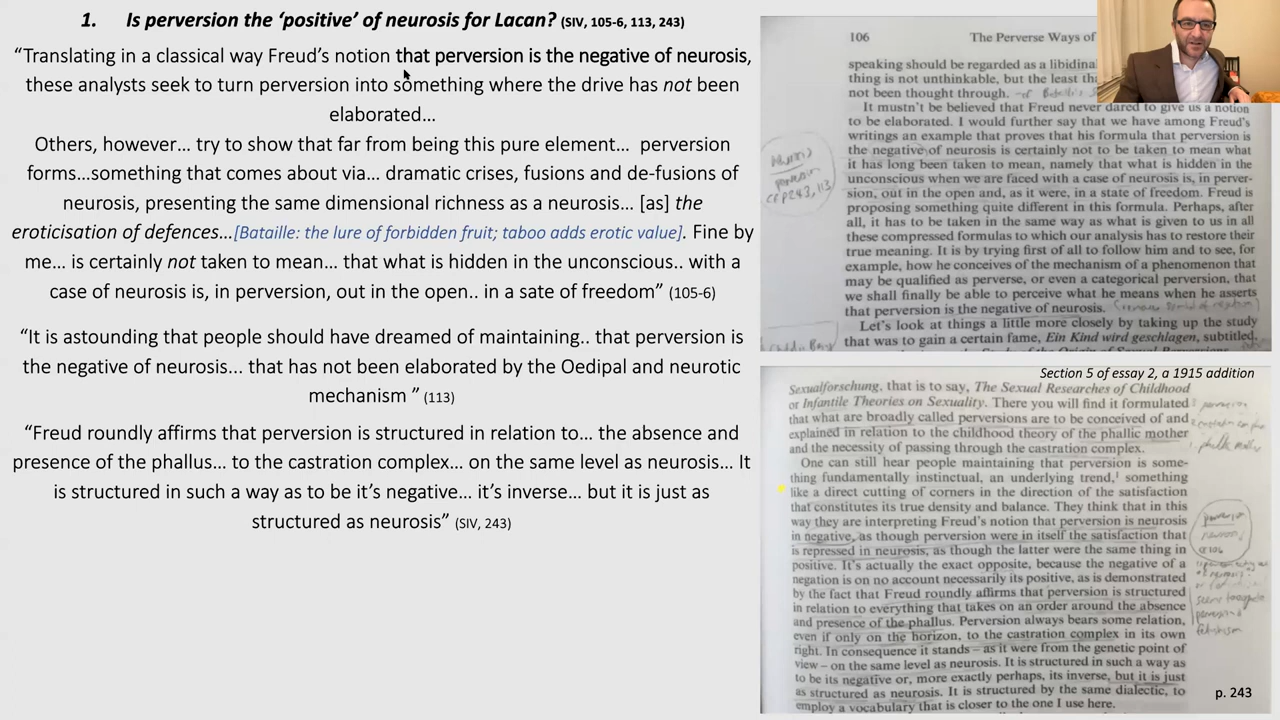 1. Is perversion the ‘positive’ of neurosis for Lacan? (SIV, 105-6, 113, 243)
“Translating in a classical way Freud’s notion that perversion is the negative of neurosis,
these analysts seek to turn perversion into something where the drive has not been
elaborated…
Others, however… try to show that far from being this pure element… perversion
forms…something that comes about via… dramatic crises, fusions and de-fusions of
neurosis, presenting the same dimensional richness as a neurosis… [as] the
eroticisation of defences…[Bataille: the lure of forbidden fruit; taboo adds erotic value]. Fine by
me… is certainly not taken to mean… that what is hidden in the unconscious.. with a
case of neurosis is, in perversion, out in the open.. in a sate of freedom” (105-6)
“It is astounding that people should have dreamed of maintaining.. that perversion is
the negative of neurosis… that has not been elaborated by the Oedipal and neurotic
mechanism ” (113)
“Freud roundly affirms that perversion is structured in relation to… the absence and
presence of the phallus… to the castration complex… on the same level as neurosis… It
is structured in such a way as to be it’s negative… it’s inverse… but it is just as
structured as neurosis” (SIV, 243)
106 The Perverse Ways of
speaking should be regarded as a libidinal
thing is not unthinkable, but the least tha
not been thought through.
It mustn't be believed that Freud never dared to give us a notion
to be elaborated. I would further say that we have among Freud's
writings an example that proves that his formula that perversion is
the negative of neurosis is certainly not to be taken to mean what
it has long been taken to mean, namely that what is hidden in the
unconscious when we are faced with a case of neurosis is, in perver-
sion, out in the open and, as it were, in a state of freedom. Freud is
proposing something quite different in this formula. Perhaps, after
all, it has to be taken in the same way as what is given to us in all
these compressed formulas to which our analysis has to restore their
true meaning. It is by trying first of all to follow him and to see, for
example, how he conceives of the mechanism of a phenomenon that
may be qualified as perverse, or even a categorical perversion, that
we shall finally be able to perceive what he means when he asserts
that perversion is the negative of neurosis.
Let's look at things a little more closely by taking up the study
that was to gain a certain fame, Ein Kind wird geschlagen, subtitled,
Section 5 of essay 2, a 1915 addition
Sexualforschung, that is to say, The Sexual Researches of Childhood
or Infantile Theories on Sexuality. There you will find it formulated
that what are broadly called perversions are to be conceived of and
explained in relation to the childhood theory of the phallic mother
and the necessity of passing through the castration complex.
One can still hear people maintaining that perversion is some-
thing fundamentally instinctual, an underlying trend,¹ something
like a direct cutting of corners in the direction of the satisfaction
that constitutes its true density and balance. They think that in this
way they are interpreting Freud's notion that perversion is neurosis
in negative, as though perversion were in itself the satisfaction that
is repressed in neurosis, as though the latter were the same thing in
positive. It's actually the exact opposite, because the negative of a
negation is on no account necessarily its positive, as is demonstrated
by the fact that Freud roundly affirms that perversion is structured
in relation to everything that takes on an order around the absence
and presence of the phallus. Perversion always bears some relation,
even if only on the horizon, to the castration complex in its own
right. In consequence it stands – as it were from the genetic point of
view – on the same level as neurosis. It is structured in such a way as
to be its negative or, more exactly perhaps, its inverse, but it is just
as structured as neurosis. It is structured by the same dialectic, to
employ a vocabulary that is closer to the one I use here.
p. 243